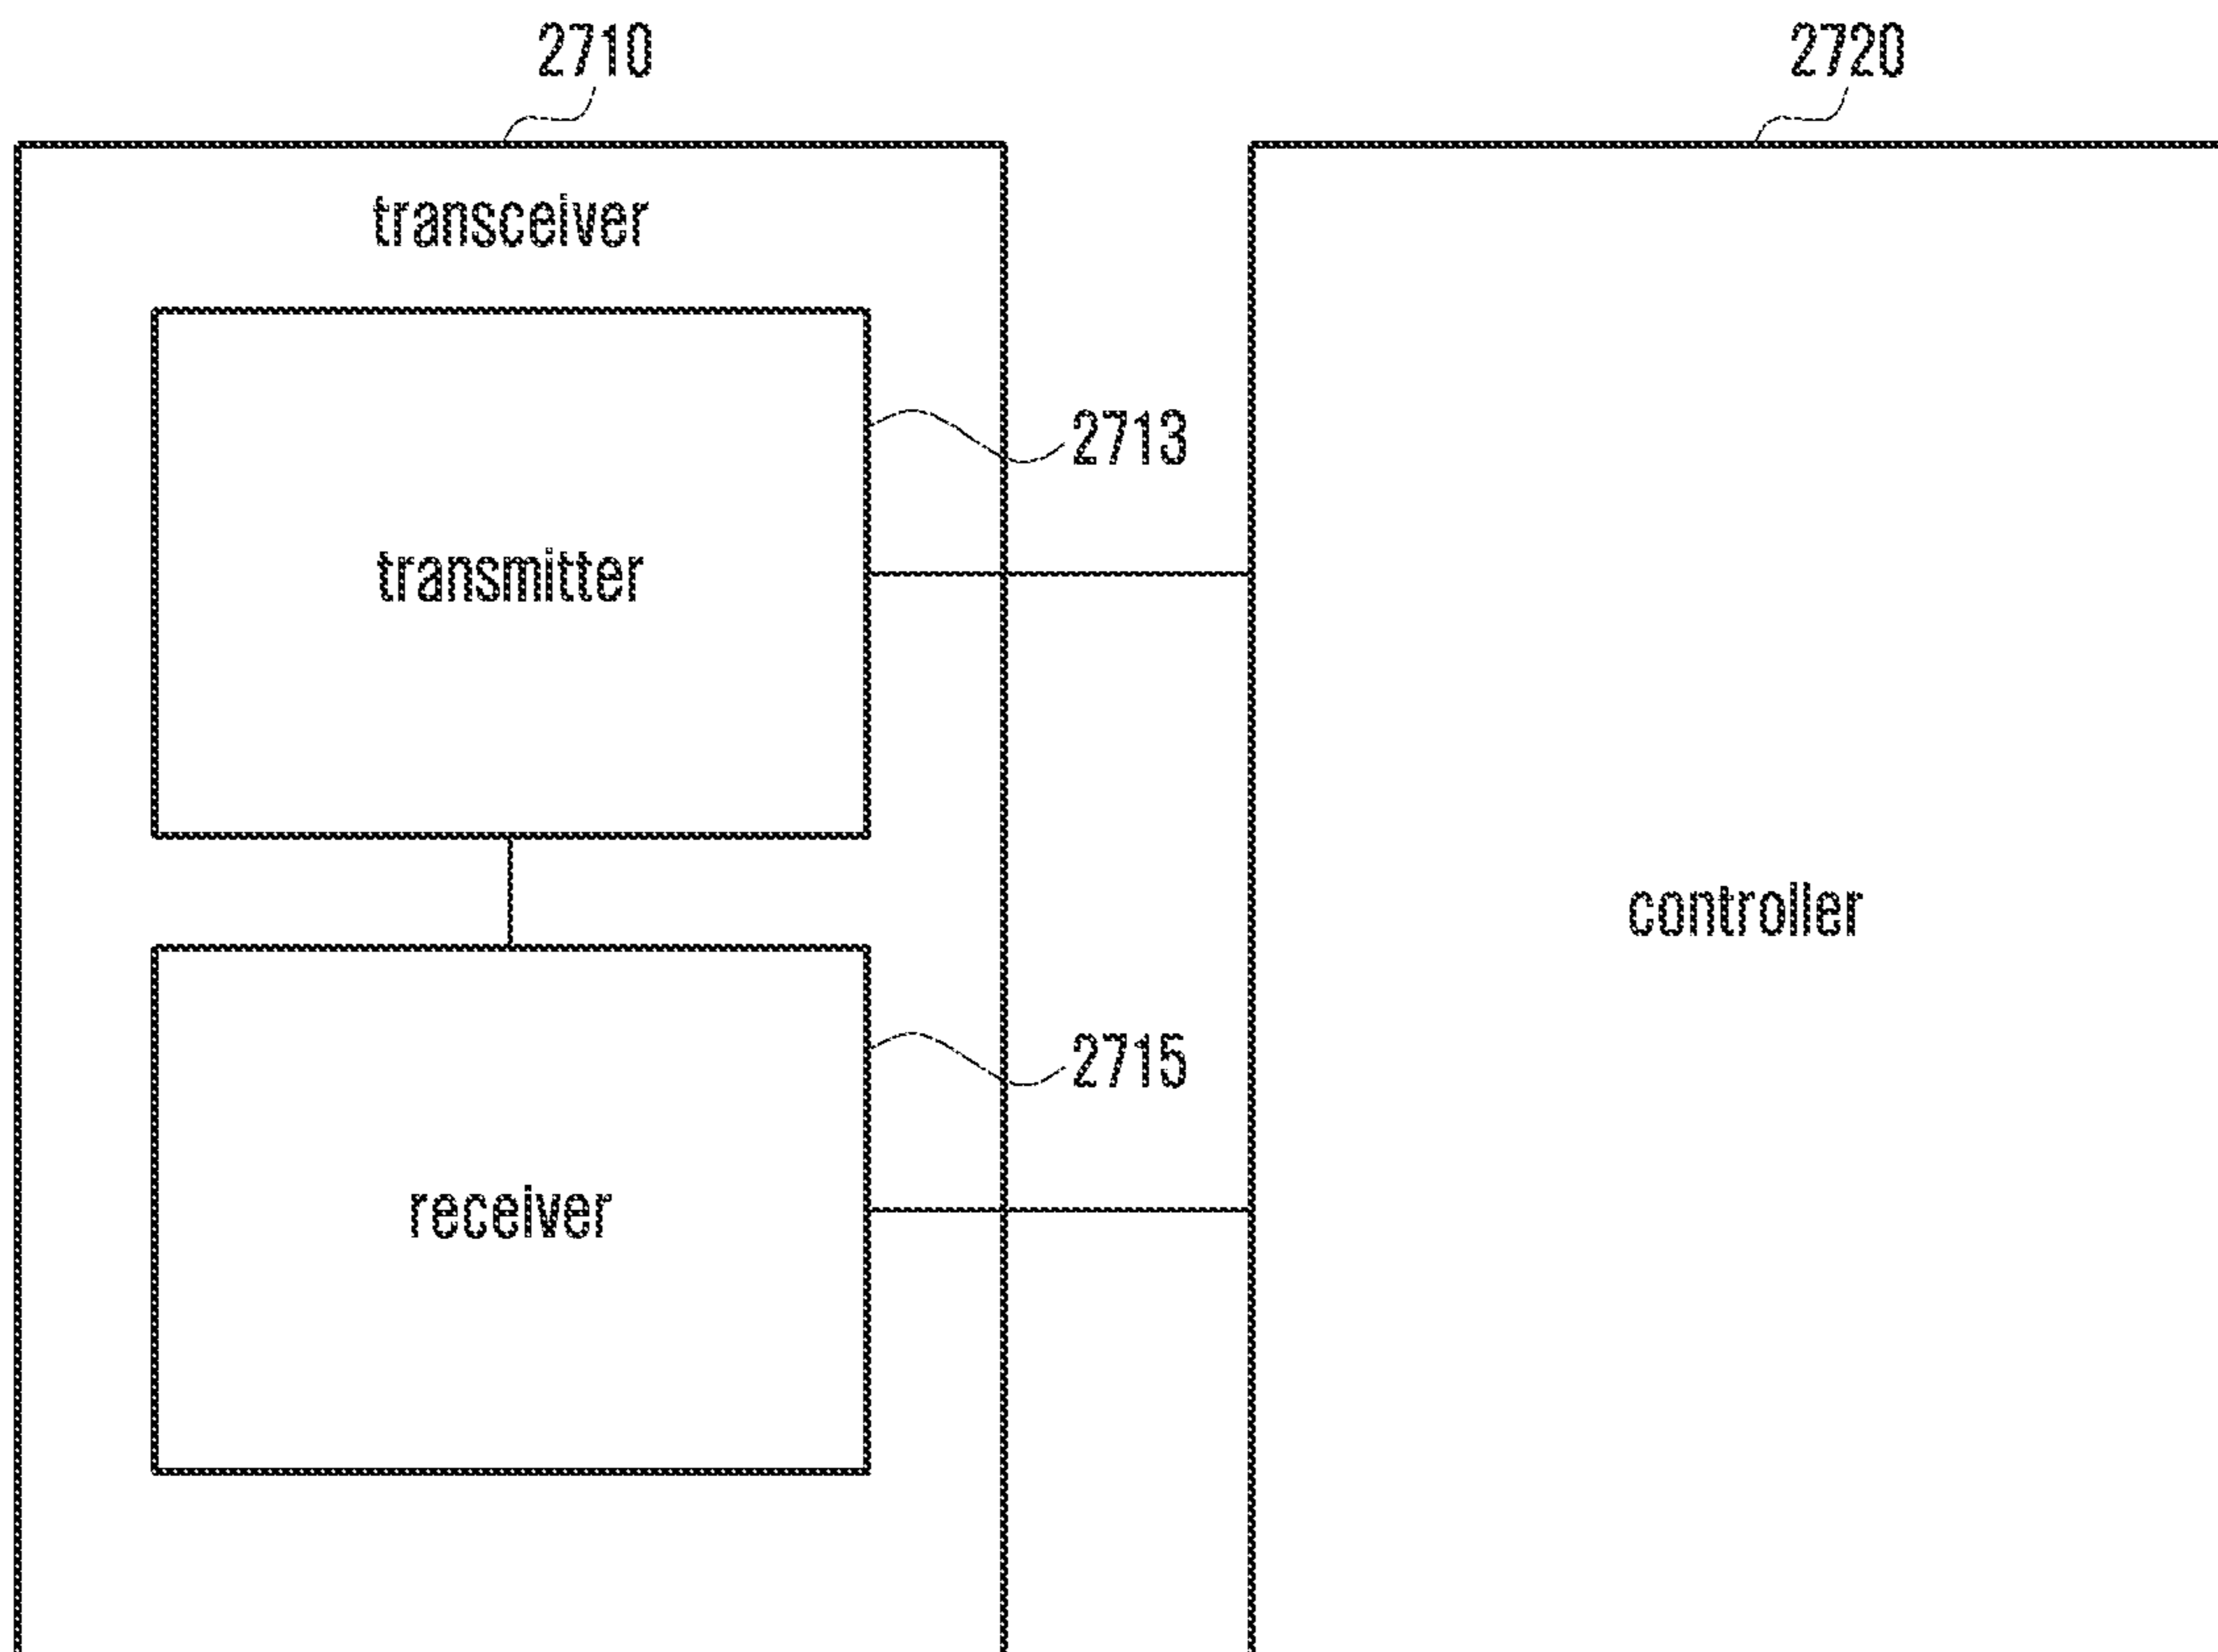 2710
2720
transceiver
2713
transmitter
controller
2715
receiver